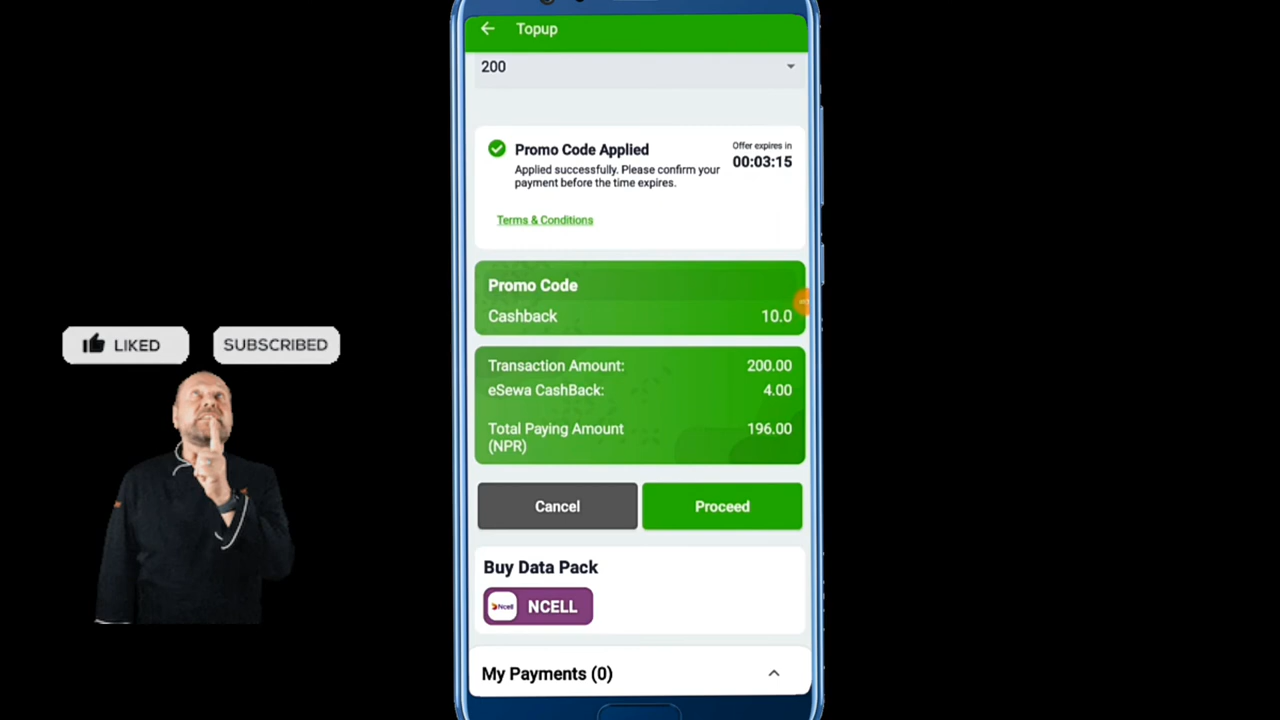 Topup
200
Promo Code Applied
Offer expires in
00:03:15
Applied successfully. Please confirm your
payment before the time expires.
Terms & Conditions
Promo Code
Cashback 10.0
Transaction Amount: 200.00
eSewa CashBack: 4.00
Total Paying Amount 196.00
(NPR)
Cancel Proceed
Buy Data Pack
Ncell NCELL
My Payments (0)
LIKED SUBSCRIBED